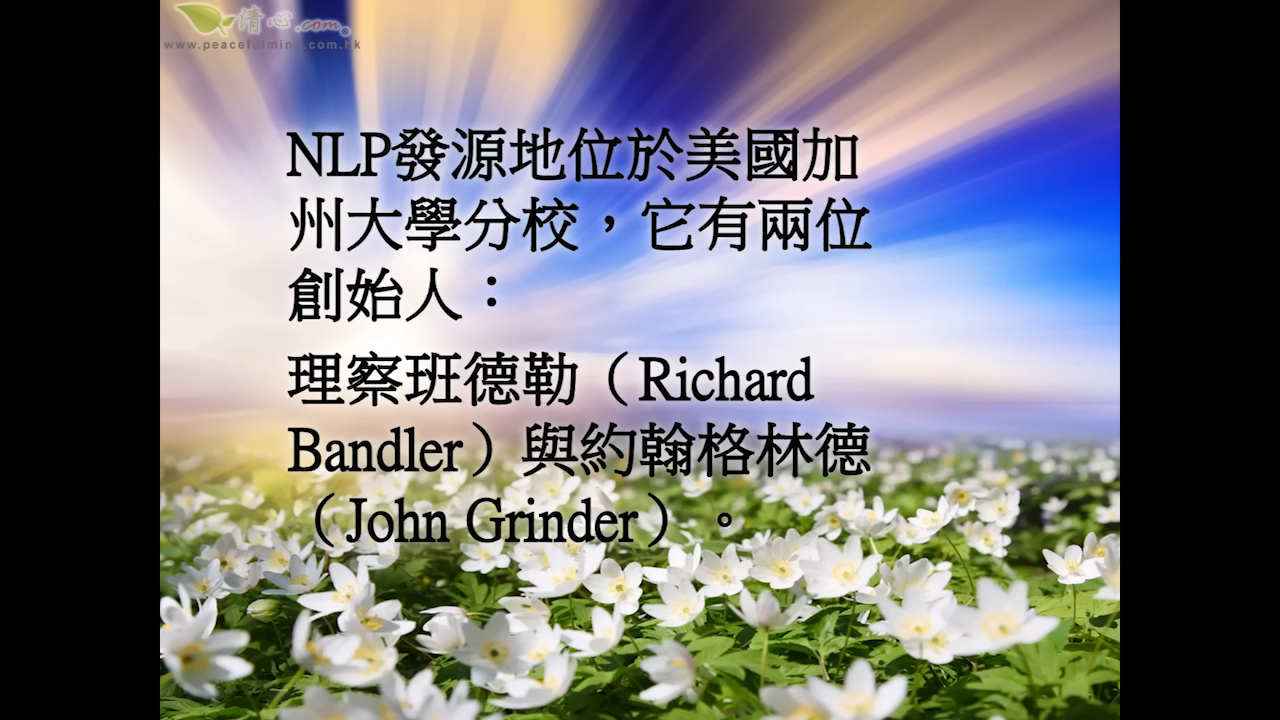 清心.com
www.peacefulmind.com.hk
NLP發源地位於美國加
州大學分校，它有兩位
創始人：
理察班德勒（Richard
Bandler）與約翰格林德
（John Grinder）。